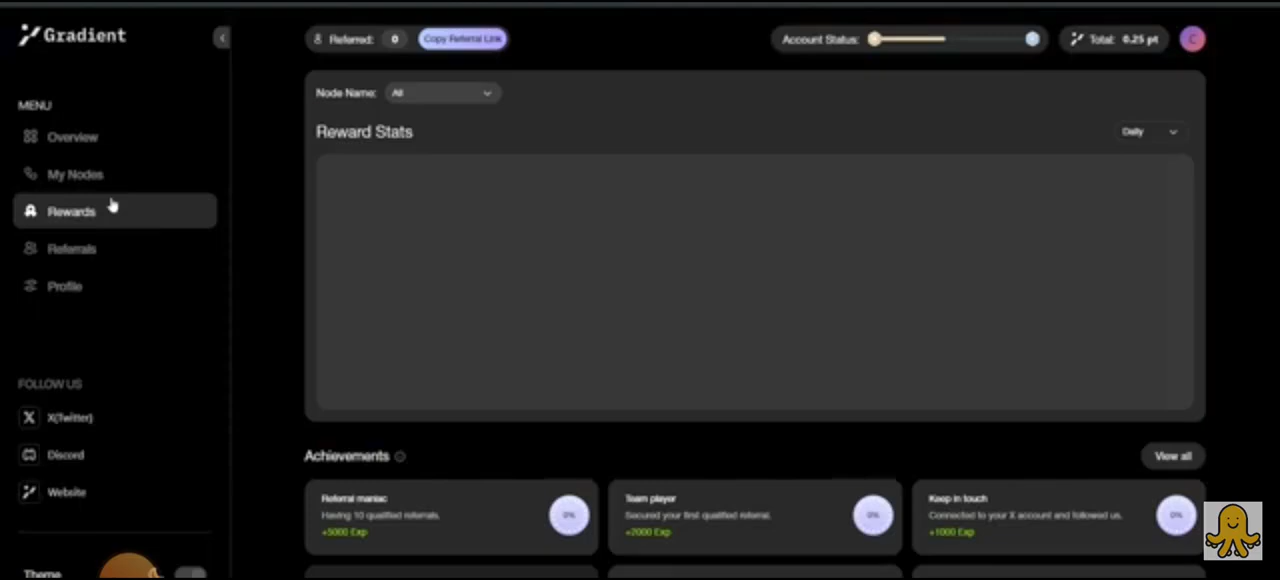 Gradient
Referred: 0 Copy Referral Link
Account Status:
Total: 0.25 pt
C
MENU
Overview
My Nodes
Rewards
Referrals
Profile
FOLLOW US
X(Twitter)
Discord
Website
Theme
Node Name: All
Reward Stats
Daily
Achievements
View all
Referral maniac
Having 10 qualified referrals.
+5000 Exp
0%
Team player
Secured your first qualified referral.
+2000 Exp
0%
Keep in touch
Connected to your X account and followed us.
+1000 Exp
0%